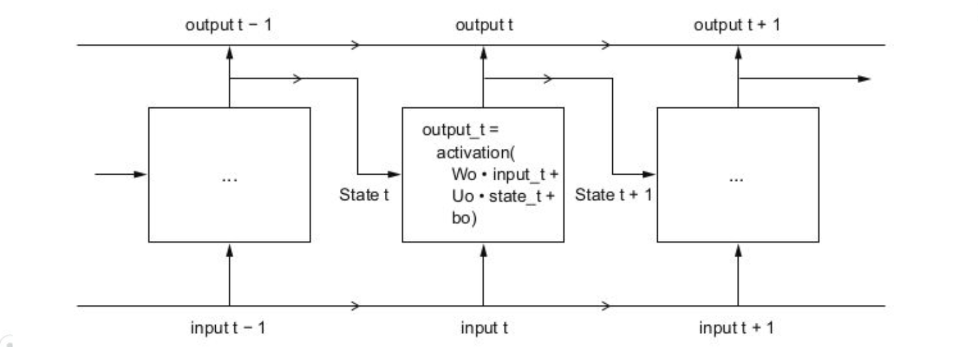 output t − 1
output t
output t + 1
...
output_t =
activation(
Wo • input_t +
Uo • state_t +
bo)
...
State t
State t + 1
input t − 1
input t
input t + 1